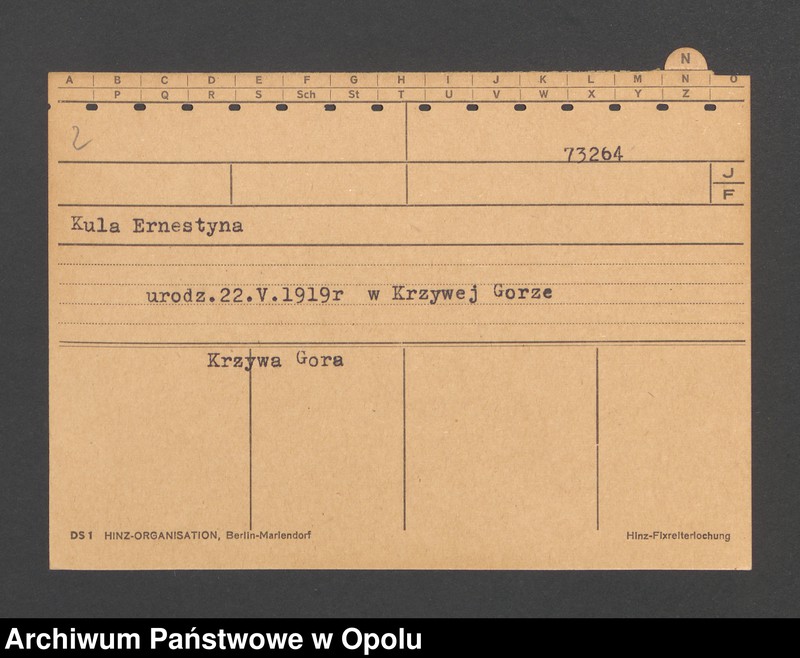 N
A B C D E F G H I J K L M N O
P Q R S Sch St T U V W X Y Z
2
73264
J
F
Kula Ernestyna
urodz.22.V.1919r w Krzywej Gorze
Krzywa Gora
DS 1 HINZ-ORGANISATION, Berlin-Mariendorf Hinz-Fixreiterlochung
Archiwum Państwowe w Opolu